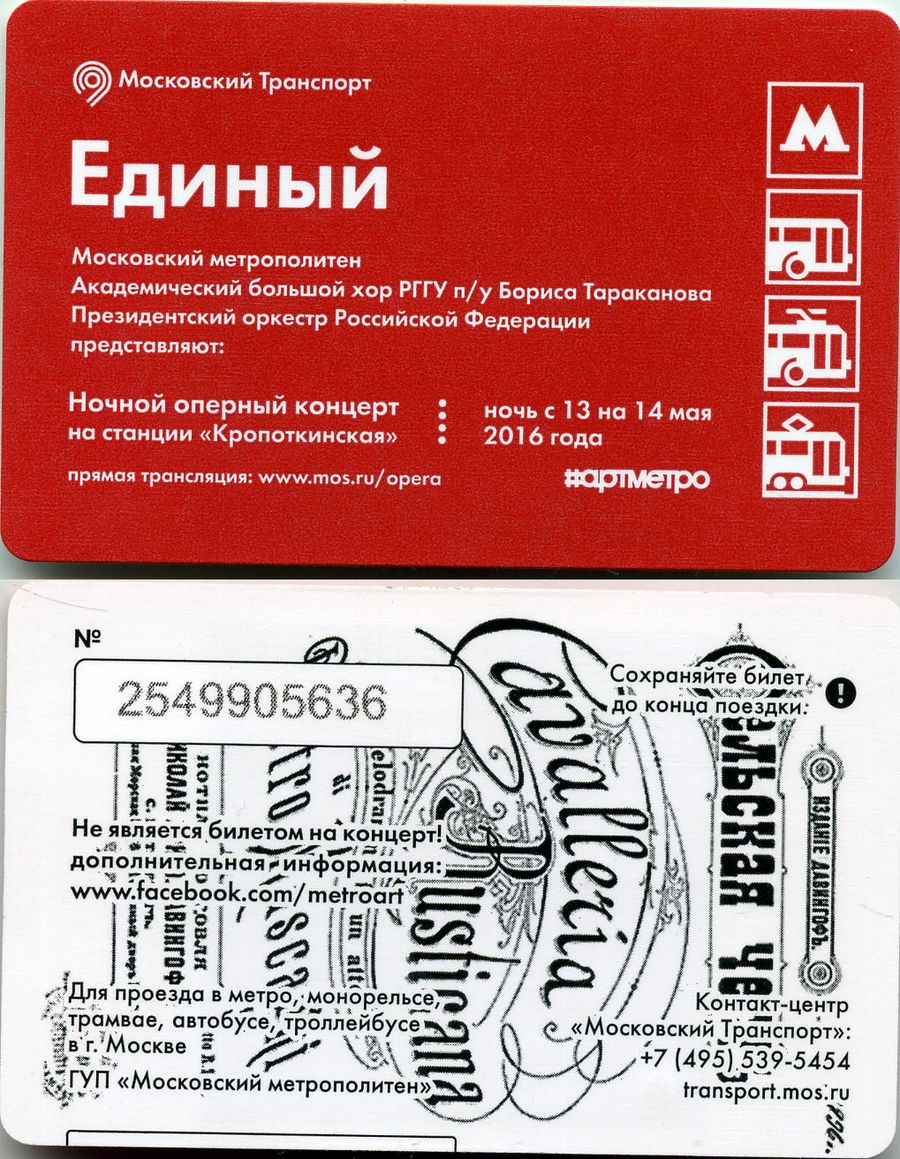 Московский Транспорт
Единый
Московский метрополитен
Академический большой хор РГГУ п/у Бориса Тараканова
Президентский оркестр Российской Федерации
представляют:
Ночной оперный концерт
на станции «Кропоткинская»
ночь с 13 на 14 мая
2016 года
прямая трансляция: www.mos.ru/opera
#артметро
М
№
2549905636
Сохраняйте билет
до конца поездки.
!
Не является билетом на концерт!
дополнительная информация:
www.facebook.com/metroart
Для проезда в метро, монорельсе,
трамвае, автобусе, троллейбусе
в г. Москве
ГУП «Московский метрополитен»
Контакт-центр
«Московский Транспорт»:
+7 (495) 539-5454
transport.mos.ru
Cavalleria
Rusticana
ИЗДАНІЕ ДАВИНГОФЪ.